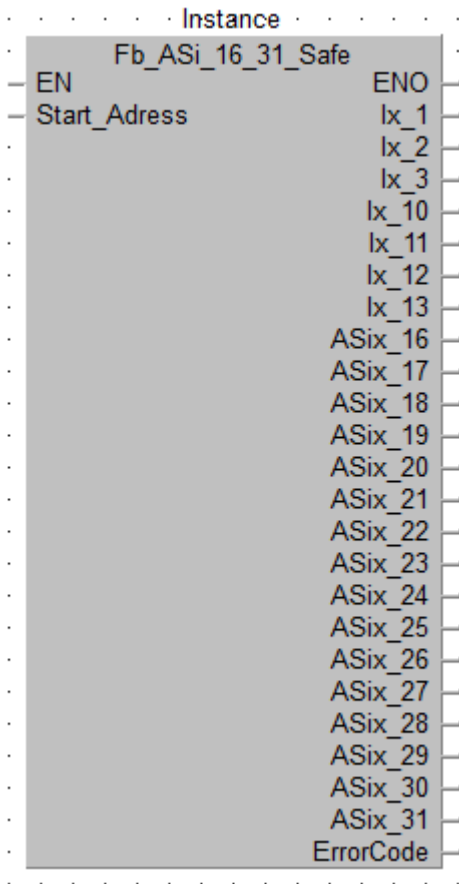 Instance
Fb_ASi_16_31_Safe
EN ENO
Start_Adress Ix_1
Ix_2
Ix_3
Ix_10
Ix_11
Ix_12
Ix_13
ASix_16
ASix_17
ASix_18
ASix_19
ASix_20
ASix_21
ASix_22
ASix_23
ASix_24
ASix_25
ASix_26
ASix_27
ASix_28
ASix_29
ASix_30
ASix_31
ErrorCode